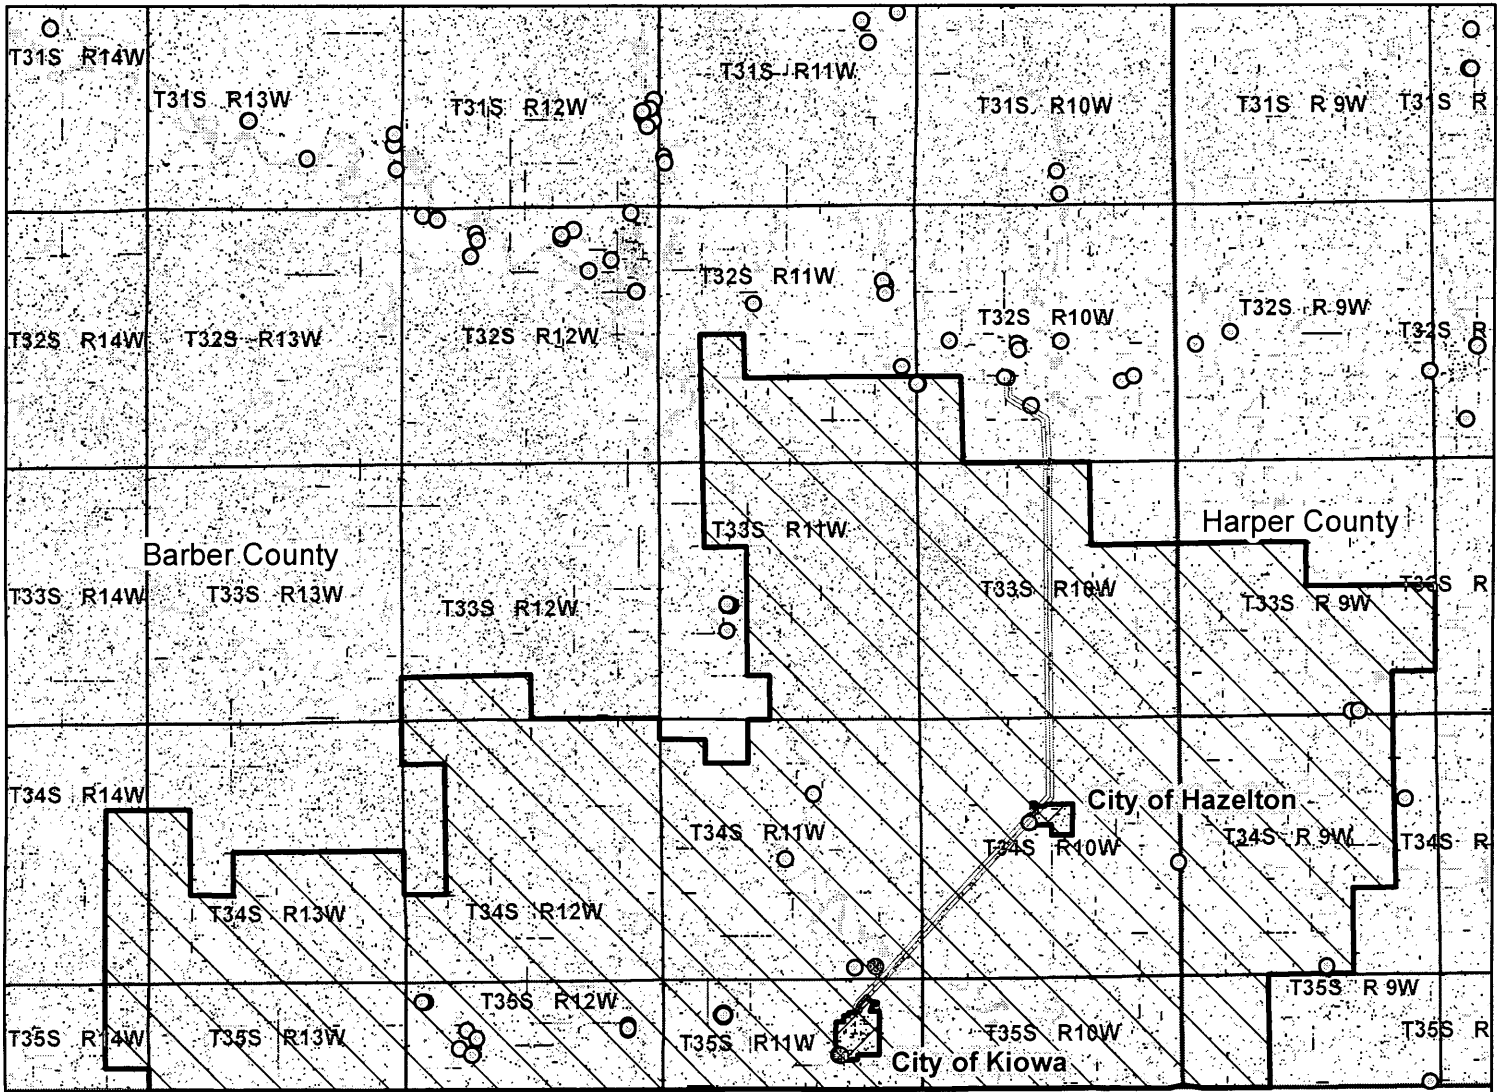 T31S R14W
T31S R13W
T31S R12W
T31S R11W
T31S R10W
T31S R 9W
T31S R
T32S R14W
T32S R13W
T32S R12W
T32S R11W
T32S R10W
T32S R 9W
T32S R
Barber County
Harper County
T33S R14W
T33S R13W
T33S R12W
T33S R11W
T33S R10W
T33S R 9W
T33S R
T34S R14W
T34S R13W
T34S R12W
T34S R11W
City of Hazelton
T34S R10W
T34S R 9W
T34S R
T35S R14W
T35S R13W
T35S R12W
T35S R11W
City of Kiowa
T35S R10W
T35S R 9W
T35S R